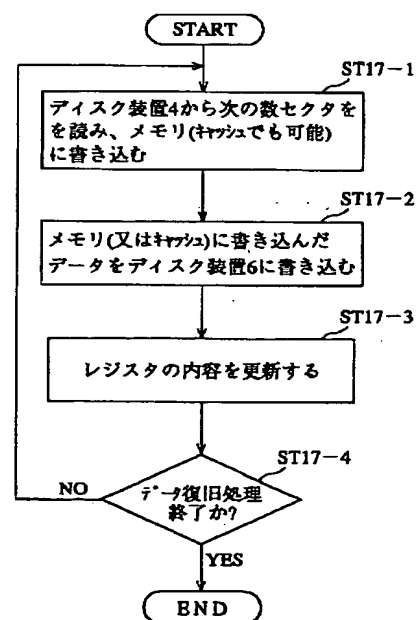 START
ST17-1
ディスク装置4から次の数セクタを
を読み、メモリ(キャッシュでも可能)
に書き込む
ST17-2
メモリ(又はキャッシュ)に書き込んだ
データをディスク装置6に書き込む
ST17-3
レジスタの内容を更新する
ST17-4
データ復旧処理
終了か?
NO
YES
END